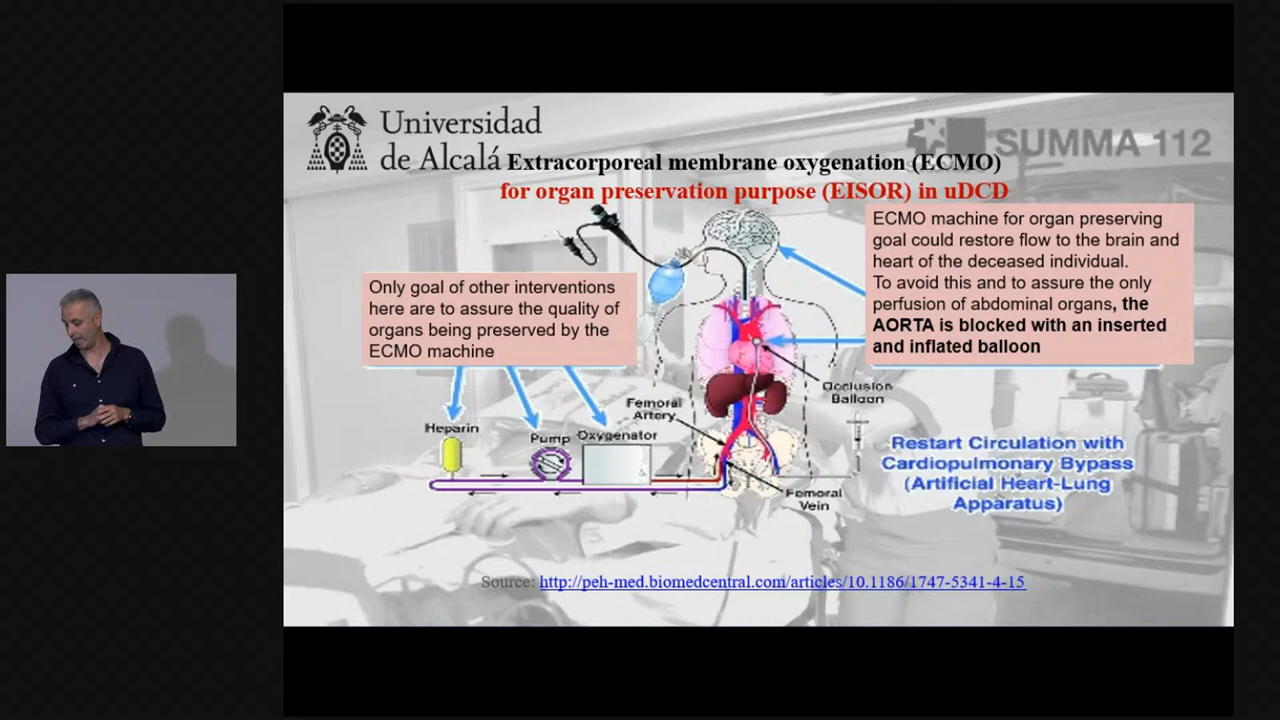 Universidad
de Alcalá
SUMMA 112
Extracorporeal membrane oxygenation (ECMO)
for organ preservation purpose (EISOR) in uDCD
ECMO machine for organ preserving
goal could restore flow to the brain and
heart of the deceased individual.
To avoid this and to assure the only
perfusion of abdominal organs, the
AORTA is blocked with an inserted
and inflated balloon
Only goal of other interventions
here are to assure the quality of
organs being preserved by the
ECMO machine
Occlusion
Balloon
Femoral
Artery
Heparin
Pump
Oxygenator
Femoral
Vein
Restart Circulation with
Cardiopulmonary Bypass
(Artificial Heart-Lung
Apparatus)
Source: http://peh-med.biomedcentral.com/articles/10.1186/1747-5341-4-15